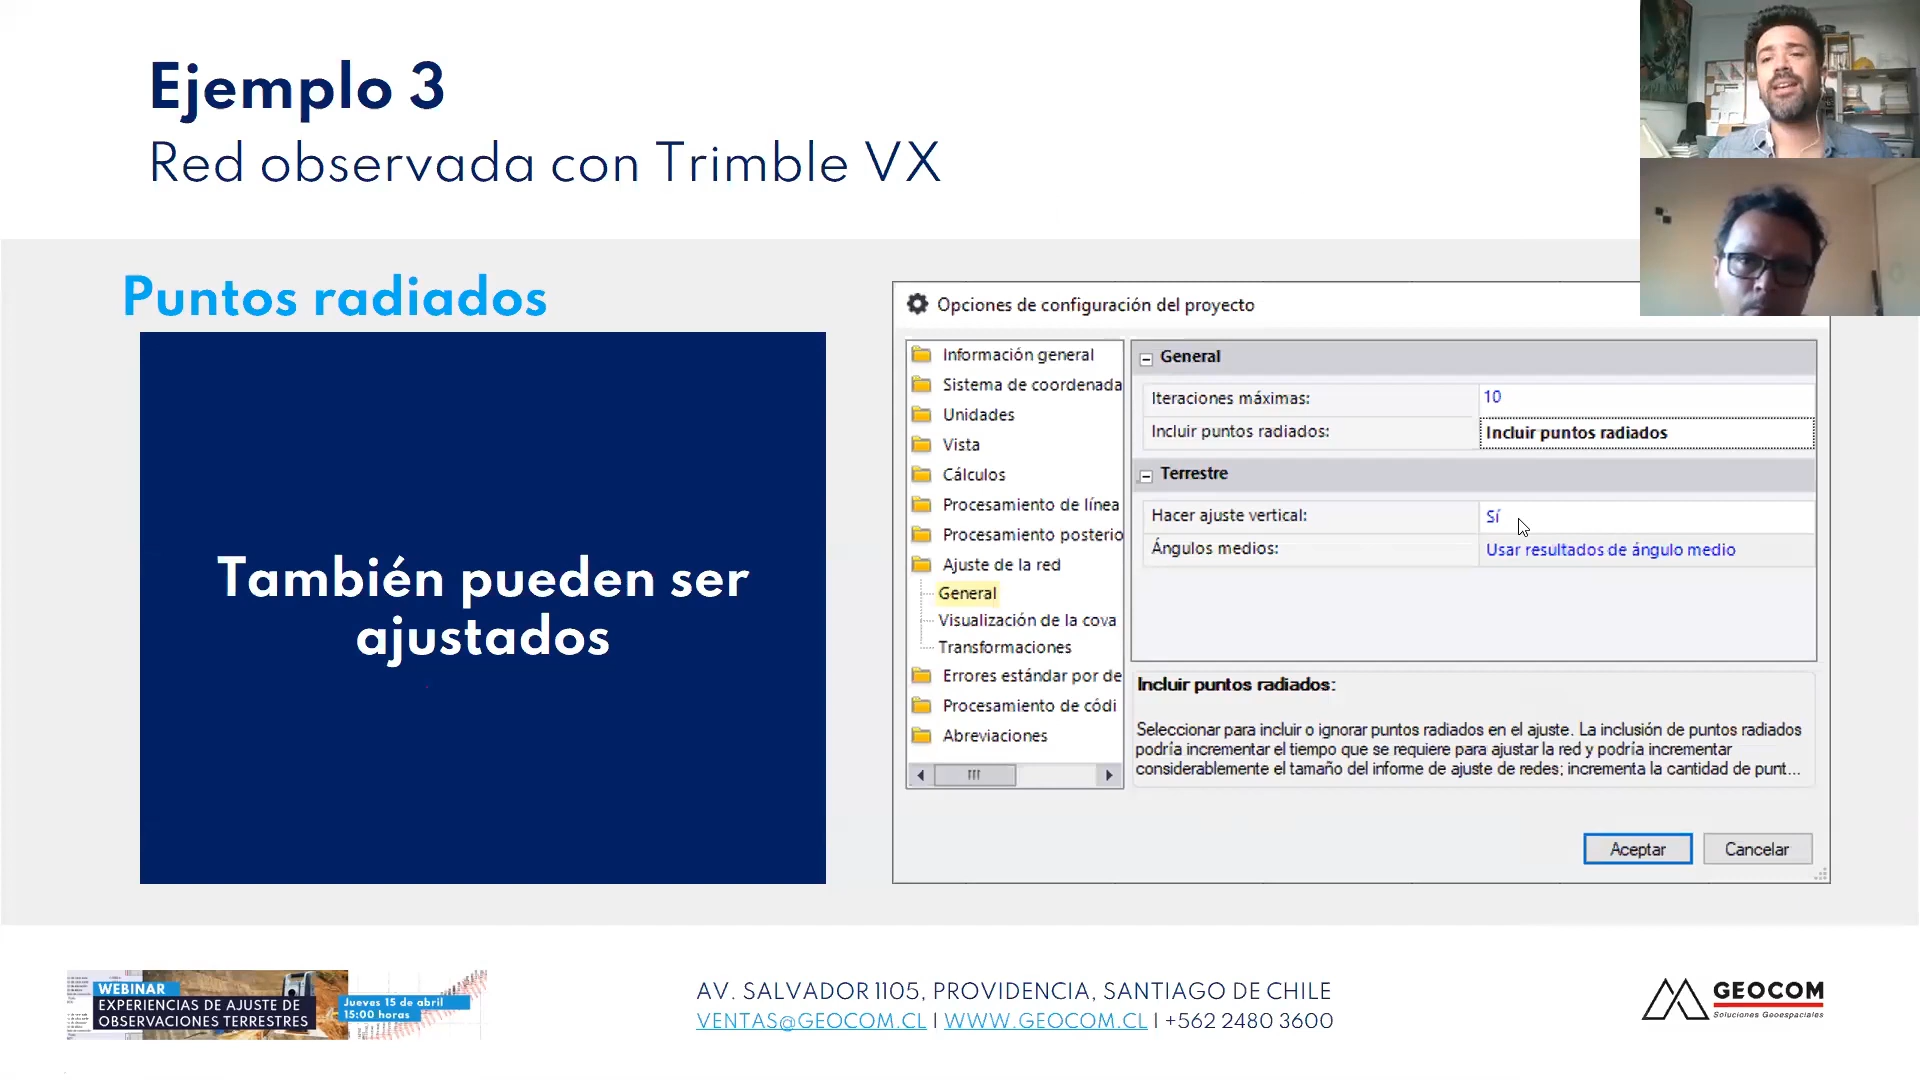 Ejemplo 3
Red observada con Trimble VX
Puntos radiados
También pueden ser
ajustados
Opciones de configuración del proyecto
Información general
Sistema de coordenada
Unidades
Vista
Cálculos
Procesamiento de línea
Procesamiento posterio
Ajuste de la red
General
Visualización de la cova
Transformaciones
Errores estándar por de
Procesamiento de códi
Abreviaciones
General
Iteraciones máximas: 10
Incluir puntos radiados: Incluir puntos radiados
Terrestre
Hacer ajuste vertical: Sí
Ángulos medios: Usar resultados de ángulo medio
Incluir puntos radiados:
Seleccionar para incluir o ignorar puntos radiados en el ajuste. La inclusión de puntos radiados
podría incrementar el tiempo que se requiere para ajustar la red y podría incrementar
considerablemente el tamaño del informe de ajuste de redes; incrementa la cantidad de punt...
Aceptar Cancelar
WEBINAR
EXPERIENCIAS DE AJUSTE DE
OBSERVACIONES TERRESTRES
Jueves 15 de abril
15:00 horas
AV. SALVADOR 1105, PROVIDENCIA, SANTIAGO DE CHILE
VENTAS@GEOCOM.CL | WWW.GEOCOM.CL | +562 2480 3600
GEOCOM
Soluciones Geoespaciales